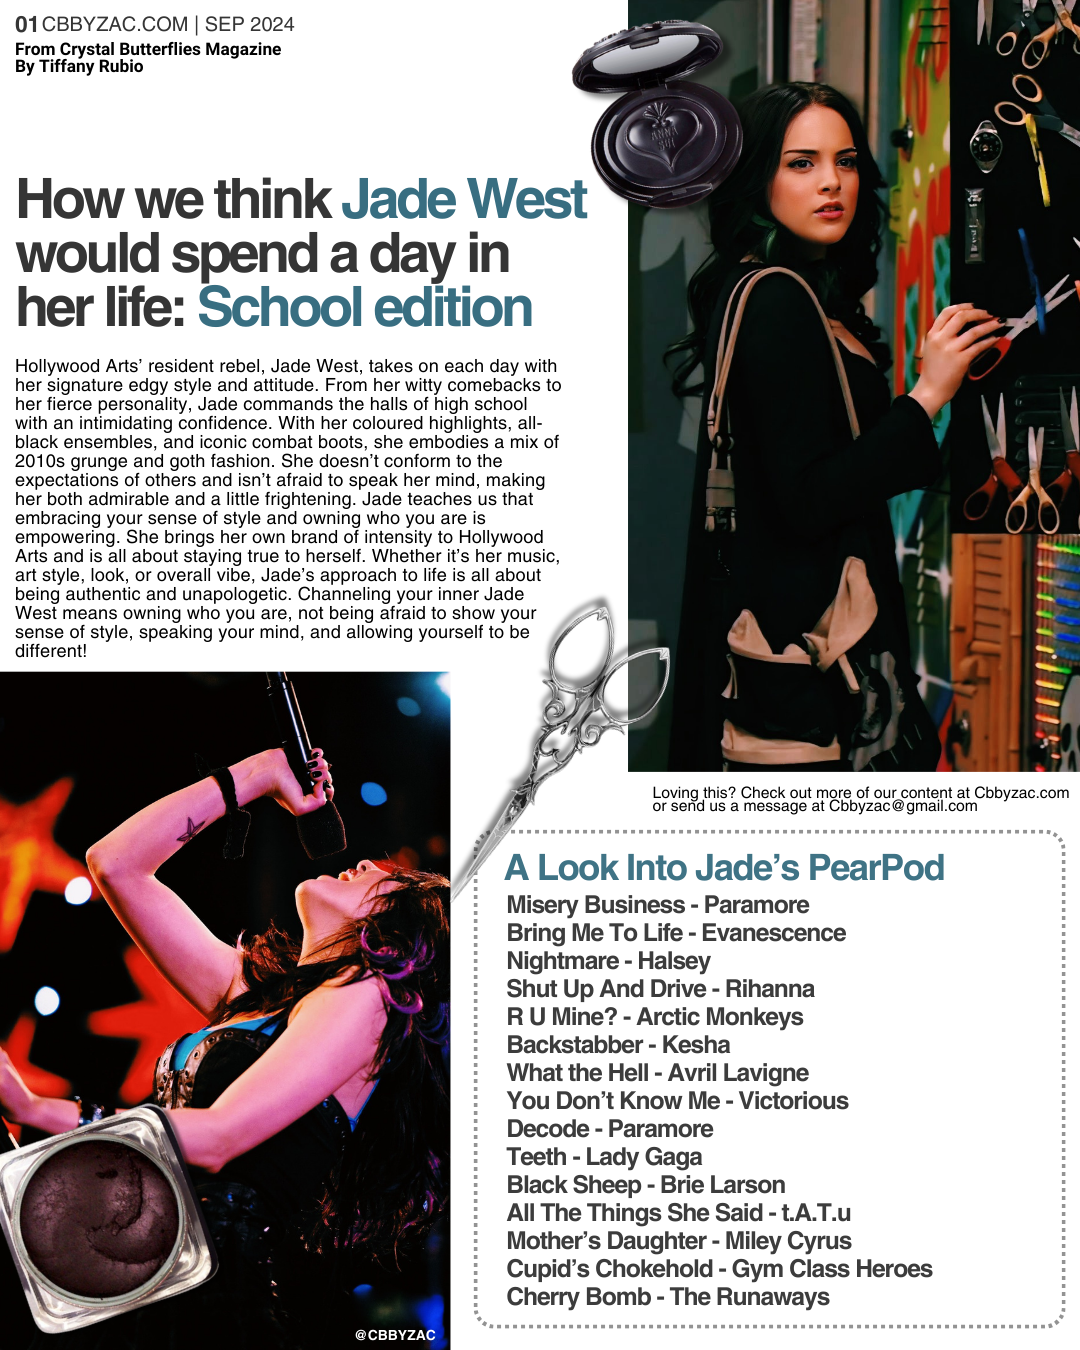 01 CBBYZAC.COM | SEP 2024
From Crystal Butterflies Magazine
By Tiffany Rubio
ANNA
SUI
How we think Jade West
would spend a day in
her life: School edition
Hollywood Arts’ resident rebel, Jade West, takes on each day with
her signature edgy style and attitude. From her witty comebacks to
her fierce personality, Jade commands the halls of high school
with an intimidating confidence. With her coloured highlights, all-
black ensembles, and iconic combat boots, she embodies a mix of
2010s grunge and goth fashion. She doesn’t conform to the
expectations of others and isn’t afraid to speak her mind, making
her both admirable and a little frightening. Jade teaches us that
embracing your sense of style and owning who you are is
empowering. She brings her own brand of intensity to Hollywood
Arts and is all about staying true to herself. Whether it’s her music,
art style, look, or overall vibe, Jade’s approach to life is all about
being authentic and unapologetic. Channeling your inner Jade
West means owning who you are, not being afraid to show your
sense of style, speaking your mind, and allowing yourself to be
different!
Loving this? Check out more of our content at Cbbyzac.com
or send us a message at Cbbyzac@gmail.com
A Look Into Jade’s PearPod
Misery Business - Paramore
Bring Me To Life - Evanescence
Nightmare - Halsey
Shut Up And Drive - Rihanna
R U Mine? - Arctic Monkeys
Backstabber - Kesha
What the Hell - Avril Lavigne
You Don’t Know Me - Victorious
Decode - Paramore
Teeth - Lady Gaga
Black Sheep - Brie Larson
All The Things She Said - t.A.T.u
Mother’s Daughter - Miley Cyrus
Cupid’s Chokehold - Gym Class Heroes
Cherry Bomb - The Runaways
@CBBYZAC